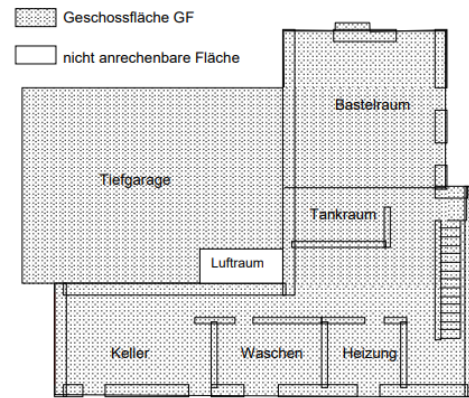 Geschossfläche GF
nicht anrechenbare Fläche
Bastelraum
Tiefgarage
Tankraum
Luftraum
Keller
Waschen
Heizung